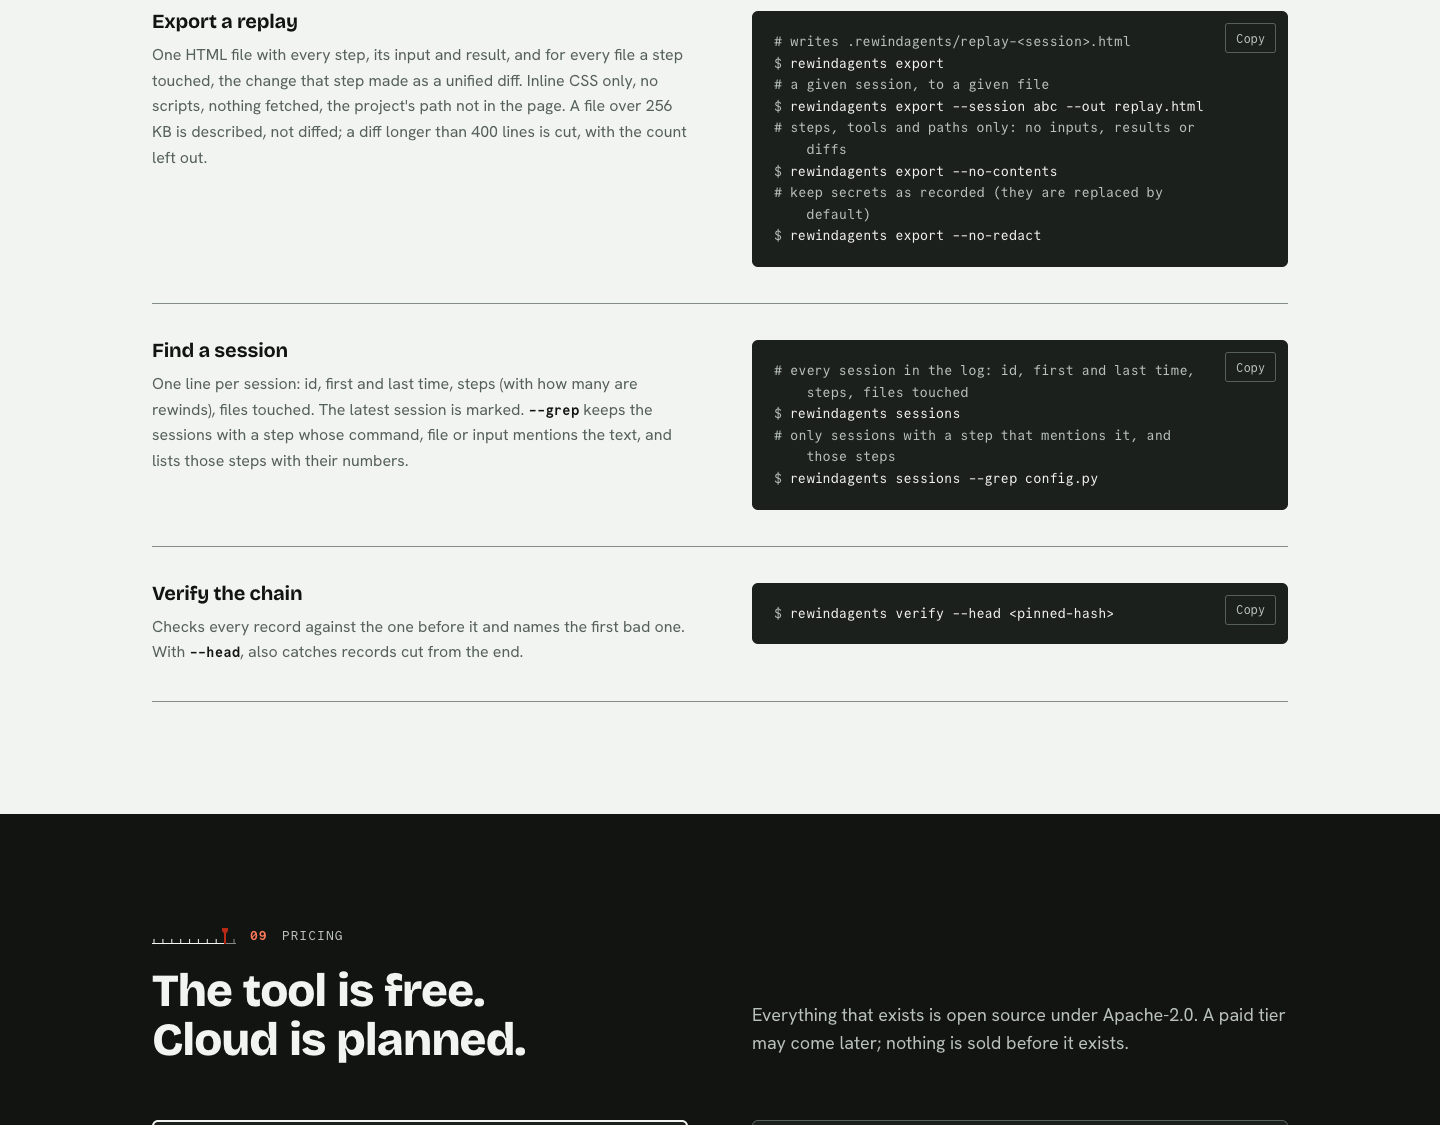 Export a replay
One HTML file with every step, its input and result, and for every file a step
touched, the change that step made as a unified diff. Inline CSS only, no
scripts, nothing fetched, the project's path not in the page. A file over 256
KB is described, not diffed; a diff longer than 400 lines is cut, with the count
left out.
Copy
# writes .rewindagents/replay-<session>.html
$ rewindagents export
# a given session, to a given file
$ rewindagents export --session abc --out replay.html
# steps, tools and paths only: no inputs, results or
diffs
$ rewindagents export --no-contents
# keep secrets as recorded (they are replaced by
default)
$ rewindagents export --no-redact
Find a session
One line per session: id, first and last time, steps (with how many are
rewinds), files touched. The latest session is marked. --grep keeps the
sessions with a step whose command, file or input mentions the text, and
lists those steps with their numbers.
Copy
# every session in the log: id, first and last time,
steps, files touched
$ rewindagents sessions
# only sessions with a step that mentions it, and
those steps
$ rewindagents sessions --grep config.py
Verify the chain
Checks every record against the one before it and names the first bad one.
With --head, also catches records cut from the end.
Copy
$ rewindagents verify --head <pinned-hash>
09 PRICING
The tool is free.
Cloud is planned.
Everything that exists is open source under Apache-2.0. A paid tier
may come later; nothing is sold before it exists.